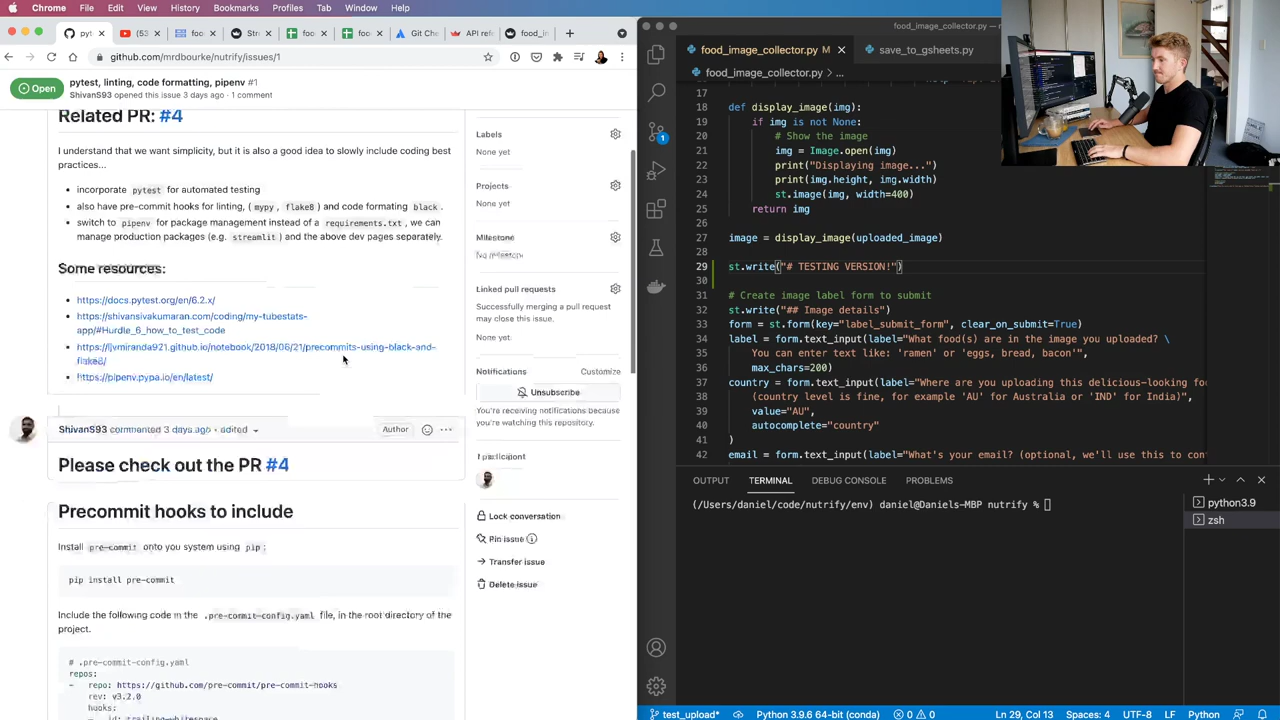 Chrome File Edit View History Bookmarks Profiles Tab Window Help
github.com/mrdbourke/nutrify/issues/1
Open
pytest, linting, code formatting, pipenv #1
ShivanS93 opened this issue 3 days ago · 1 comment
Related PR: #4
I understand that we want simplicity, but it is also a good idea to slowly include coding best
practices...
incorporate pytest for automated testing
also have pre-commit hooks for linting, ( mypy, flake8 ) and code formatting black.
switch to pipenv for package management instead of a requirements.txt, we can
manage production packages (e.g. streamlit) and the above dev pages separately.
Some resources:
https://docs.pytest.org/en/6.2.x/
https://shivansivakumaran.com/coding/my-tubestats-
app/#Hurdle_6_how_to_test_code
https://ljvmiranda921.github.io/notebook/2018/06/21/precommits-using-black-and-
flake8/
https://pipenv.pypa.io/en/latest/
ShivanS93 commented 3 days ago • edited
Author
Please check out the PR #4
Precommit hooks to include
Install pre-commit onto you system using pip:
pip install pre-commit
Include the following code in the .pre-commit-config.yaml file, in the root directory of the
project.
# .pre-commit-config.yaml
repos:
- repo: https://github.com/pre-commit/pre-commit-hooks
rev: v3.2.0
hooks:
- id: trailing-whitespace
Labels
None yet
Projects
None yet
Milestone
No milestone
Linked pull requests
Successfully merging a pull request
may close this issue.
None yet
Notifications Customize
Unsubscribe
You're receiving notifications because
you're watching this repository.
1 participant
Lock conversation
Pin issue
Transfer issue
Delete issue
food_image_collector.py
food_image_collector.py M
save_to_gsheets.py
food_image_collector.py > ...
17
18 def display_image(img):
19 if img is not None:
20 # Show the image
21 img = Image.open(img)
22 print("Displaying image...")
23 print(img.height, img.width)
24 st.image(img, width=400)
25 return img
26
27 image = display_image(uploaded_image)
28
29 st.write("# TESTING VERSION!")
30
31 # Create image label form to submit
32 st.write("## Image details")
33 form = st.form(key="label_submit_form", clear_on_submit=True)
34 label = form.text_input(label="What food(s) are in the image you uploaded? \
35 You can enter text like: 'ramen' or 'eggs, bread, bacon'",
36 max_chars=200)
37 country = form.text_input(label="Where are you uploading this delicious-looking fo
38 (country level is fine, for example 'AU' for Australia or 'IND' for India)",
39 value="AU",
40 autocomplete="country"
41 )
42 email = form.text_input(label="What's your email? (optional, we'll use this to con
OUTPUT TERMINAL DEBUG CONSOLE PROBLEMS
(/Users/daniel/code/nutrify/env) daniel@Daniels-MBP nutrify %
python3.9
zsh
test_upload* Python 3.9.6 64-bit (conda) 0 0 Ln 29, Col 13 Spaces: 4 UTF-8 LF Python